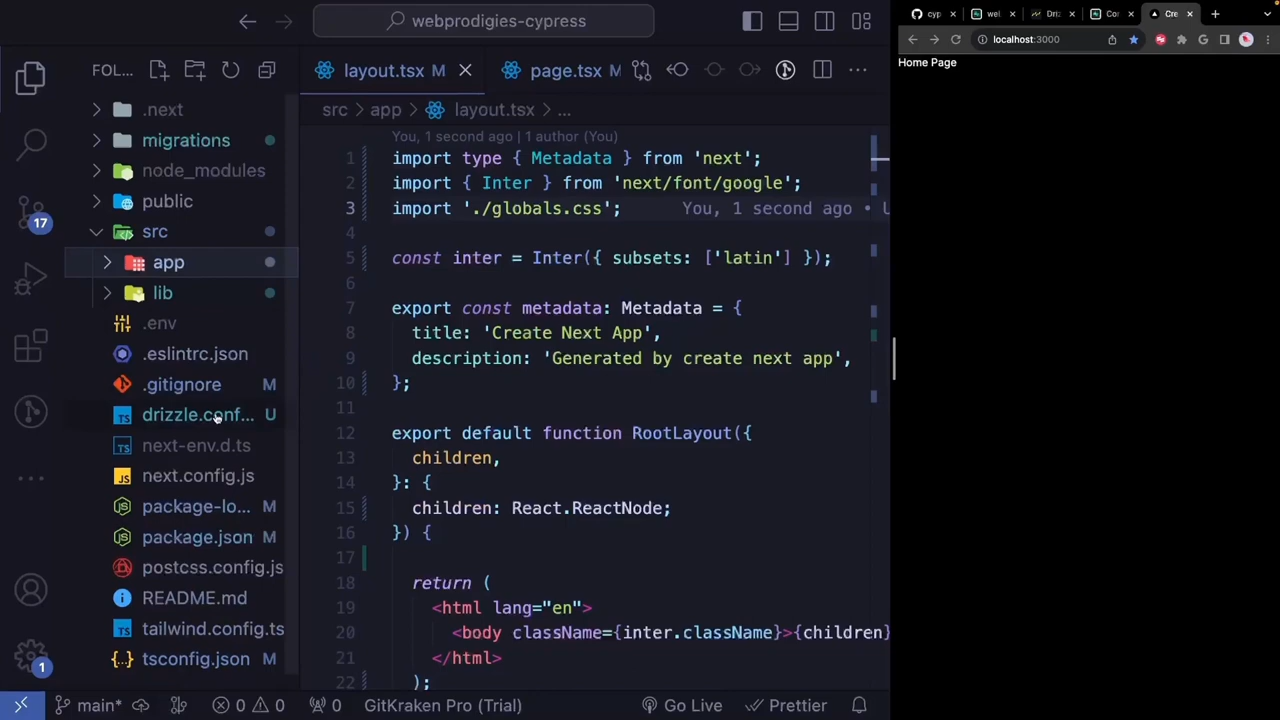 webprodigies-cypress
FOL...
layout.tsx M
page.tsx M
src > app > layout.tsx > ...
.next
migrations
node_modules
public
src
app
lib
.env
.eslintrc.json
.gitignore M
drizzle.conf... U
next-env.d.ts
next.config.js
package-lo... M
package.json M
postcss.config.js
README.md
tailwind.config.ts
tsconfig.json M
17
1
You, 1 second ago | 1 author (You)
1 import type { Metadata } from 'next';
2 import { Inter } from 'next/font/google';
3 import './globals.css'; You, 1 second ago • U
4
5 const inter = Inter({ subsets: ['latin'] });
6
7 export const metadata: Metadata = {
8 title: 'Create Next App',
9 description: 'Generated by create next app',
10 };
11
12 export default function RootLayout({
13 children,
14 }: {
15 children: React.ReactNode;
16 }) {
17
18 return (
19 <html lang="en">
20 <body className={inter.className}>{children}
21 </html>
22 );
main* 0 0 0 GitKraken Pro (Trial) Go Live Prettier
cyp
wel
Driz
Con
Cre
localhost:3000
Home Page